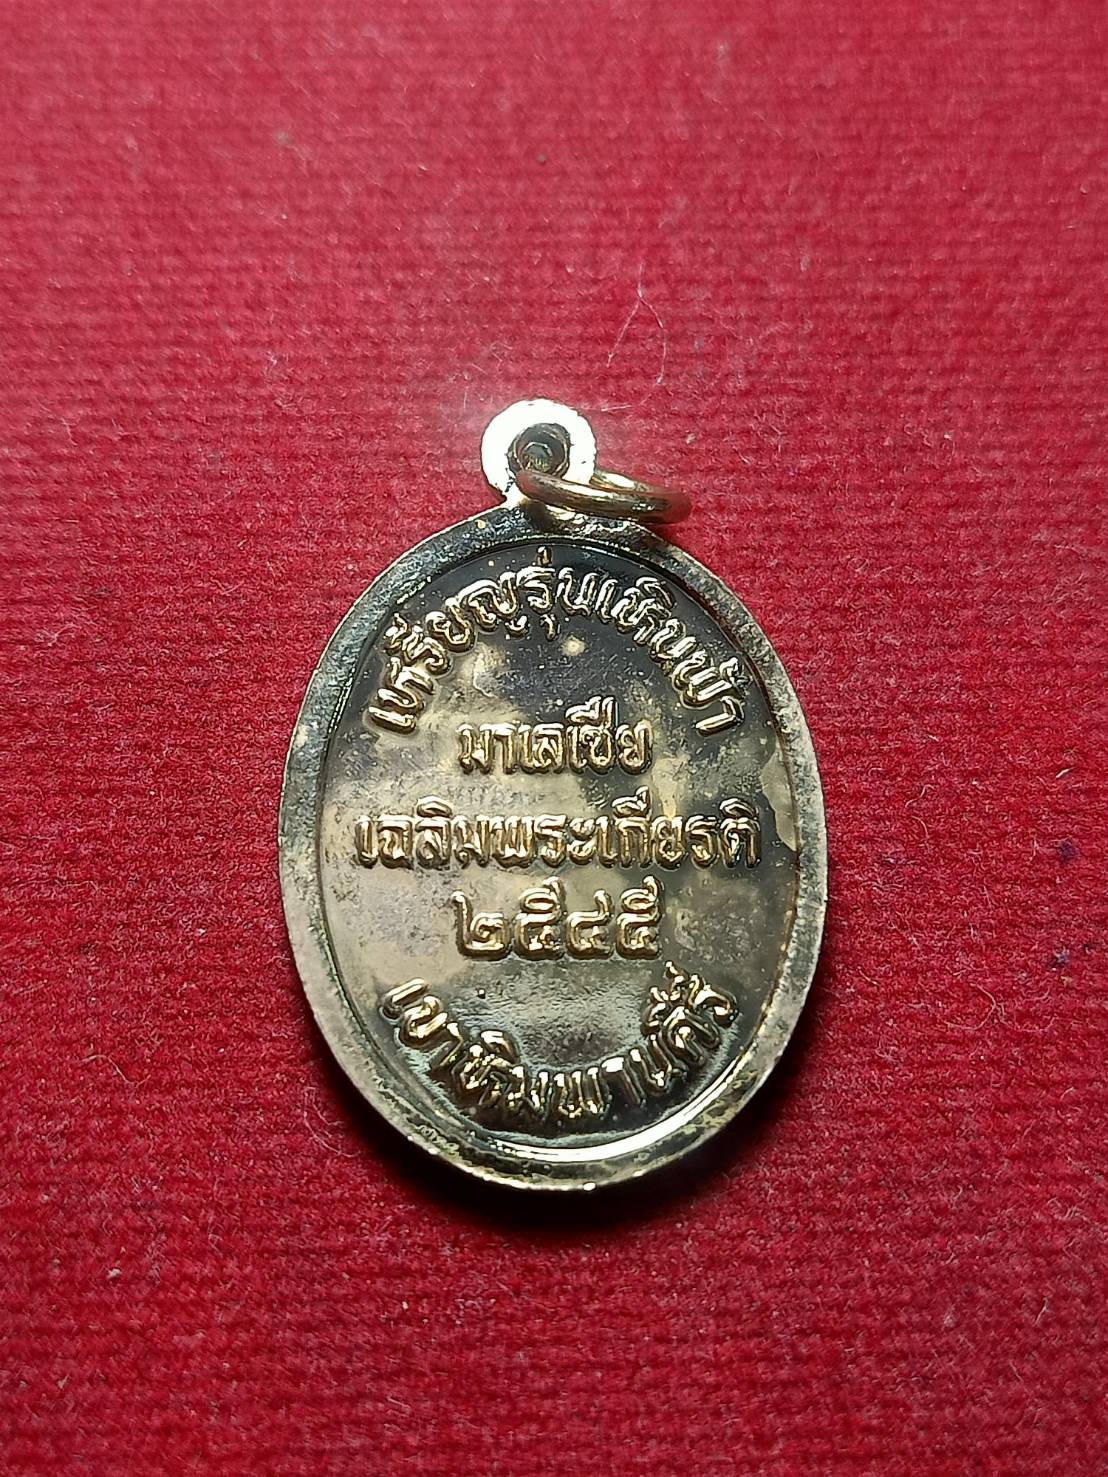 เหรียญรุ่นเหินฟ้า
มาเลเซีย
เฉลิมพระเกียรติ
๒๕๔๕
เขาหิมพานคีรี